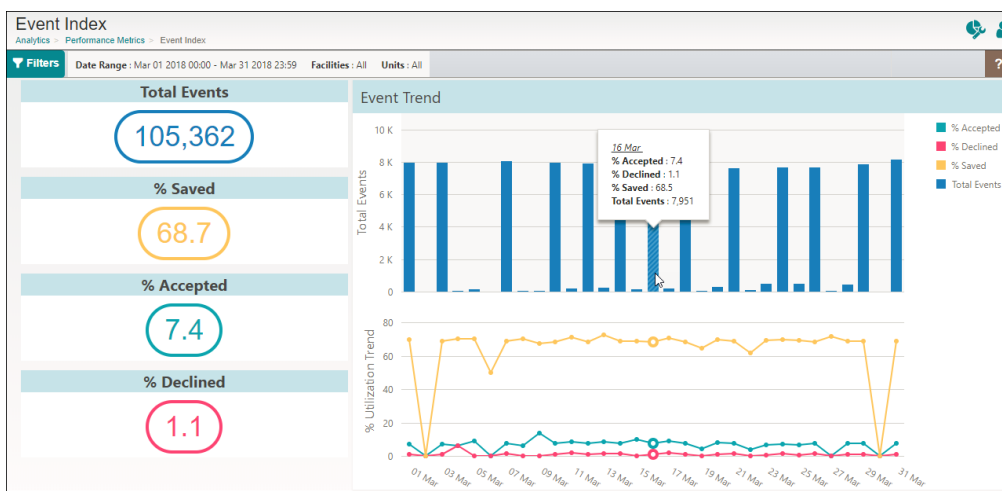 Event Index
Analytics > Performance Metrics > Event Index
Filters
Date Range : Mar 01 2018 00:00 - Mar 31 2018 23:59 Facilities : All Units : All
?
Total Events
105,362
% Saved
68.7
% Accepted
7.4
% Declined
1.1
Event Trend
10 K
8 K
6 K
4 K
2 K
0
Total Events
16 Mar
% Accepted : 7.4
% Declined : 1.1
% Saved : 68.5
Total Events : 7,951
% Accepted
% Declined
% Saved
Total Events
80
60
40
20
0
% Utilization Trend
01 Mar
03 Mar
05 Mar
07 Mar
09 Mar
11 Mar
13 Mar
15 Mar
17 Mar
19 Mar
21 Mar
23 Mar
25 Mar
27 Mar
29 Mar
31 Mar